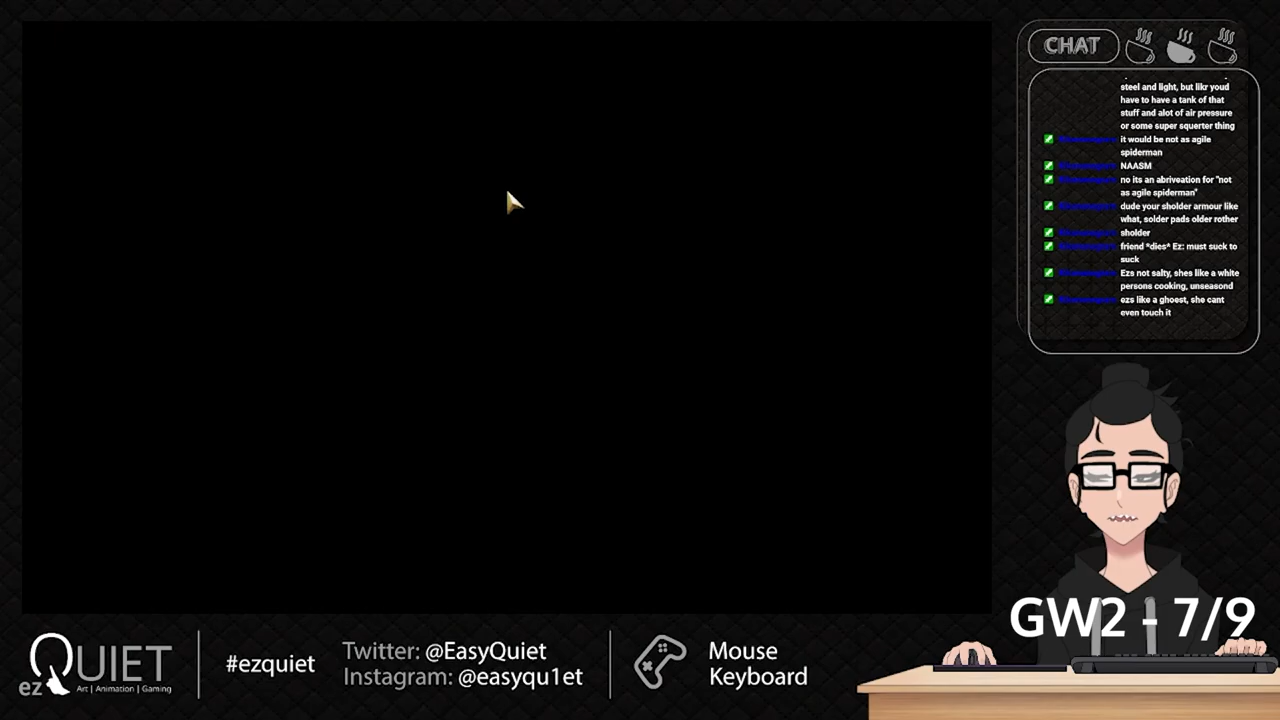 CHAT
steel and light, but likr youd
have to have a tank of that
stuff and alot of air pressure
or some super squerter thing
it would be not as agile
spiderman
NAASM
no its an abriveation for "not
as agile spiderman"
dude your sholder armour like
what, solder pads older rother
sholder
friend *dies* Ez: must suck to
suck
Ezs not salty, shes like a white
persons cooking, unseasond
ezs like a ghoest, she cant
even touch it
GW2 - 7/9
ez QUIET
Art | Animation | Gaming
#ezquiet
Twitter: @EasyQuiet
Instagram: @easyqu1et
Mouse
Keyboard